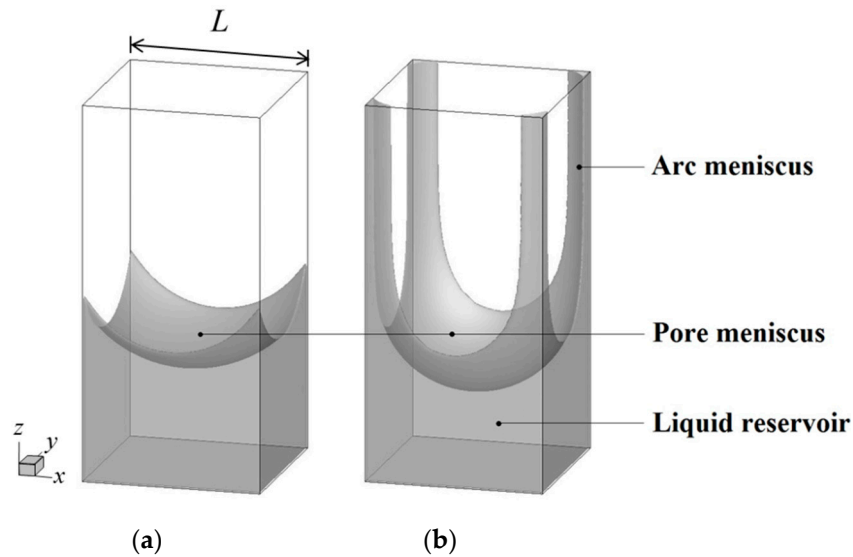 L
Arc meniscus
Pore meniscus
Liquid reservoir
z
y
x
(a)
(b)